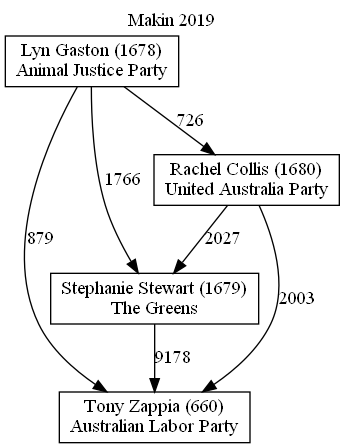 Makin 2019
Lyn Gaston (1678)
Animal Justice Party
726
Rachel Collis (1680)
United Australia Party
1766
879
2027
2003
Stephanie Stewart (1679)
The Greens
9178
Tony Zappia (660)
Australian Labor Party